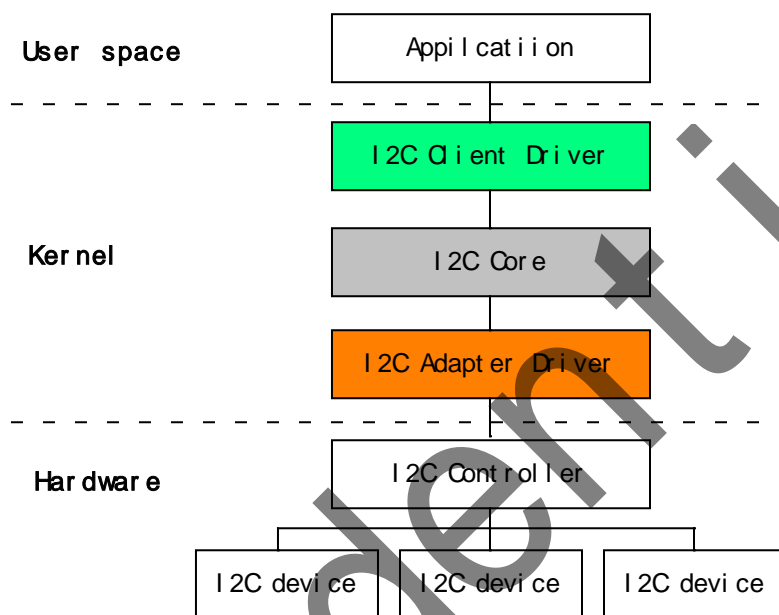 User space
Appilcatiion
I2C Client Driver
Kernel
I2C Core
I2C Adapter Driver
Hardware
I2C Controller
I2C device
I2C device
I2C device
denti